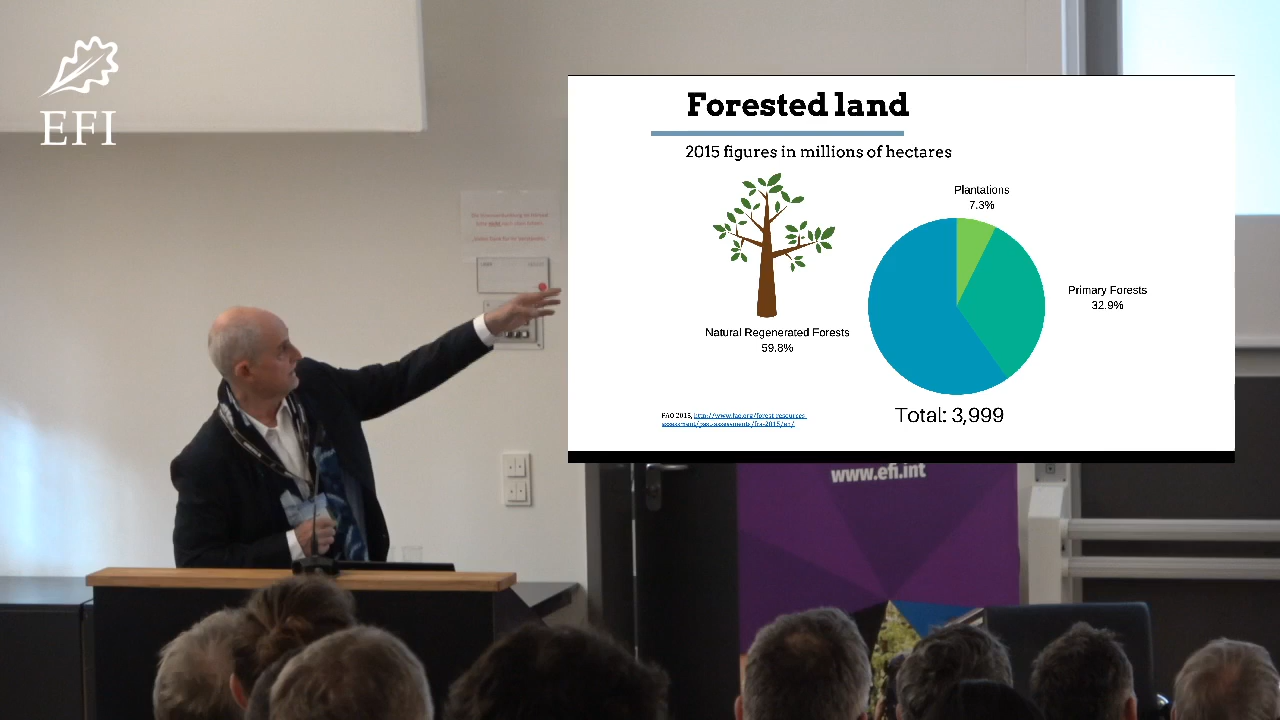 EFI
Forested land
2015 figures in millions of hectares
Plantations
7.3%
Primary Forests
32.9%
Natural Regenerated Forests
59.8%
FAO 2015, http://www.fao.org/forest-resources-
assessment/past-assessments/fra-2015/en/
Total: 3,999
www.efi.int